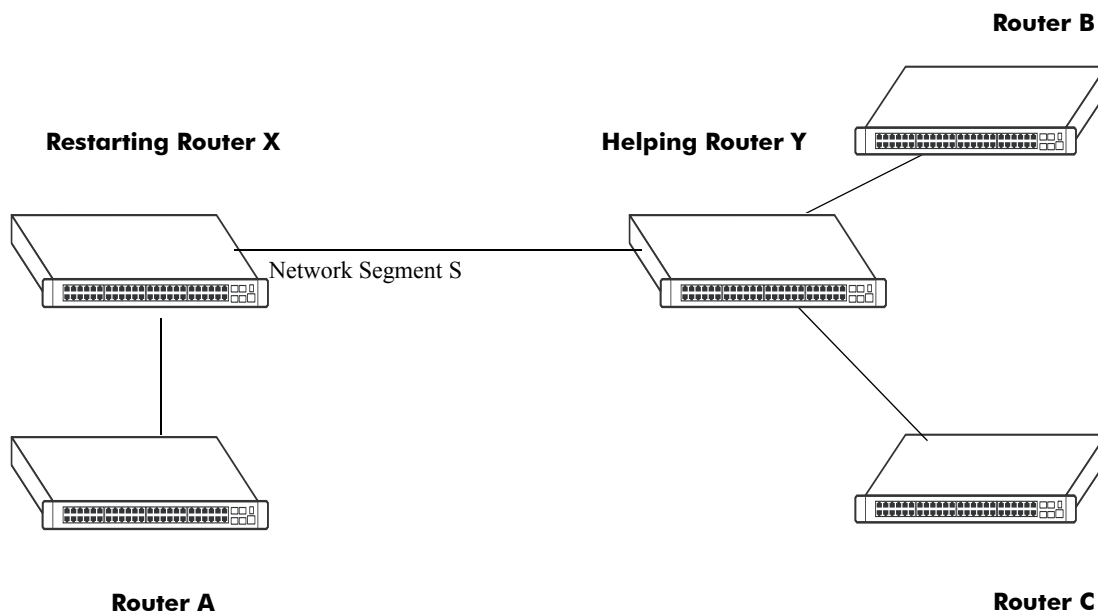 Router B
Restarting Router X
Helping Router Y
Network Segment S
Router A
Router C